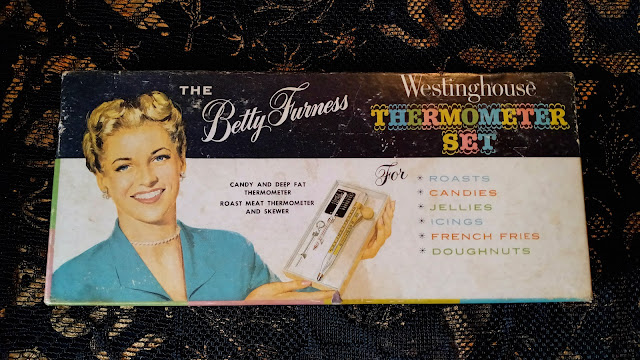 THE
Betty Furness
Westinghouse
THERMOMETER
SET
CANDY AND DEEP FAT
THERMOMETER
ROAST MEAT THERMOMETER
AND SKEWER
For
* ROASTS
* CANDIES
* JELLIES
* ICINGS
* FRENCH FRIES
* DOUGHNUTS